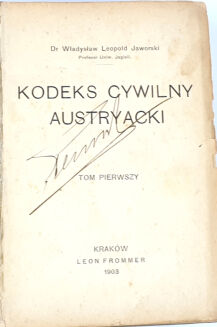 Dr Władysław Leopold Jaworski
Profesor Uniw. Jagiell.
KODEKS CYWILNY
AUSTRYACKI
TOM PIERWSZY
KRAKÓW
LEON FROMMER
1903